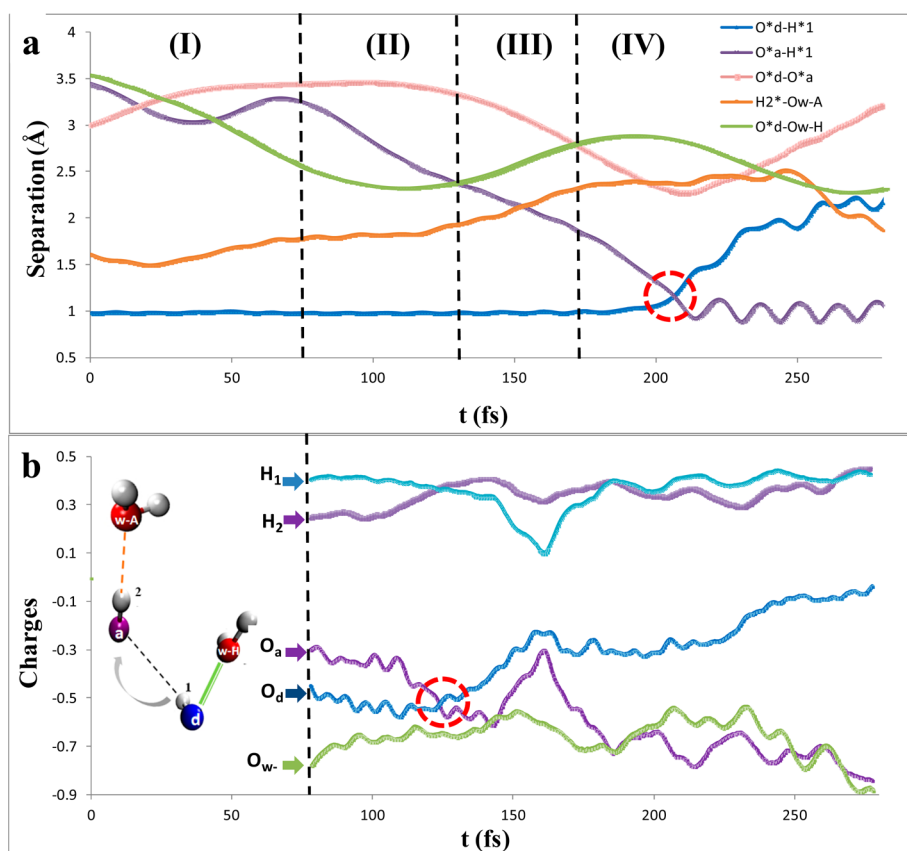 a
(I) (II) (III) (IV)
O*d-H*1
O*a-H*1
O*d-O*a
H2*-Ow-A
O*d-Ow-H
Separation (Å)
4
3.5
3
2.5
2
1.5
1
0.5
0 50 100 150 200 250
t (fs)
b
Charges
0.5
0.3
0.1
-0.1
-0.3
-0.5
-0.7
-0.9
H1
H2
Oa
Od
Ow-
w-A
2
a
w-H
1
d
0 50 100 150 200 250
t (fs)